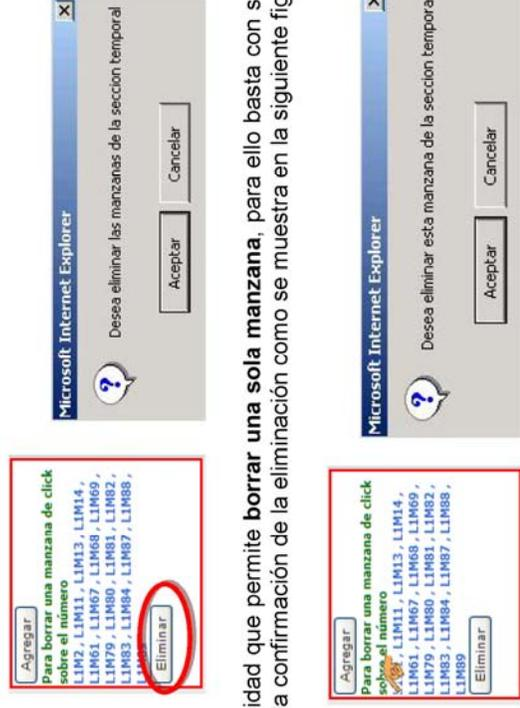 Agregar
Para borrar una manzana de click
sobre el número
L1M2 , L1M11 , L1M13 , L1M14 ,
L1M61 , L1M67 , L1M68 , L1M69 ,
L1M79 , L1M80 , L1M81 , L1M82 ,
L1M83 , L1M84 , L1M87 , L1M88 ,
Eliminar
Microsoft Internet Explorer
Desea eliminar las manzanas de la seccion temporal
Aceptar Cancelar
idad que permite borrar una sola manzana, para ello basta con s
a confirmación de la eliminación como se muestra en la siguiente fig
Agregar
Para borrar una manzana de click
sobre el número
, L1M11 , L1M13 , L1M14 ,
L1M61 , L1M67 , L1M68 , L1M69 ,
L1M79 , L1M80 , L1M81 , L1M82 ,
L1M83 , L1M84 , L1M87 , L1M88 ,
L1M89
Eliminar
Microsoft Internet Explorer
Desea eliminar esta manzana de la seccion tempora
Aceptar Cancelar